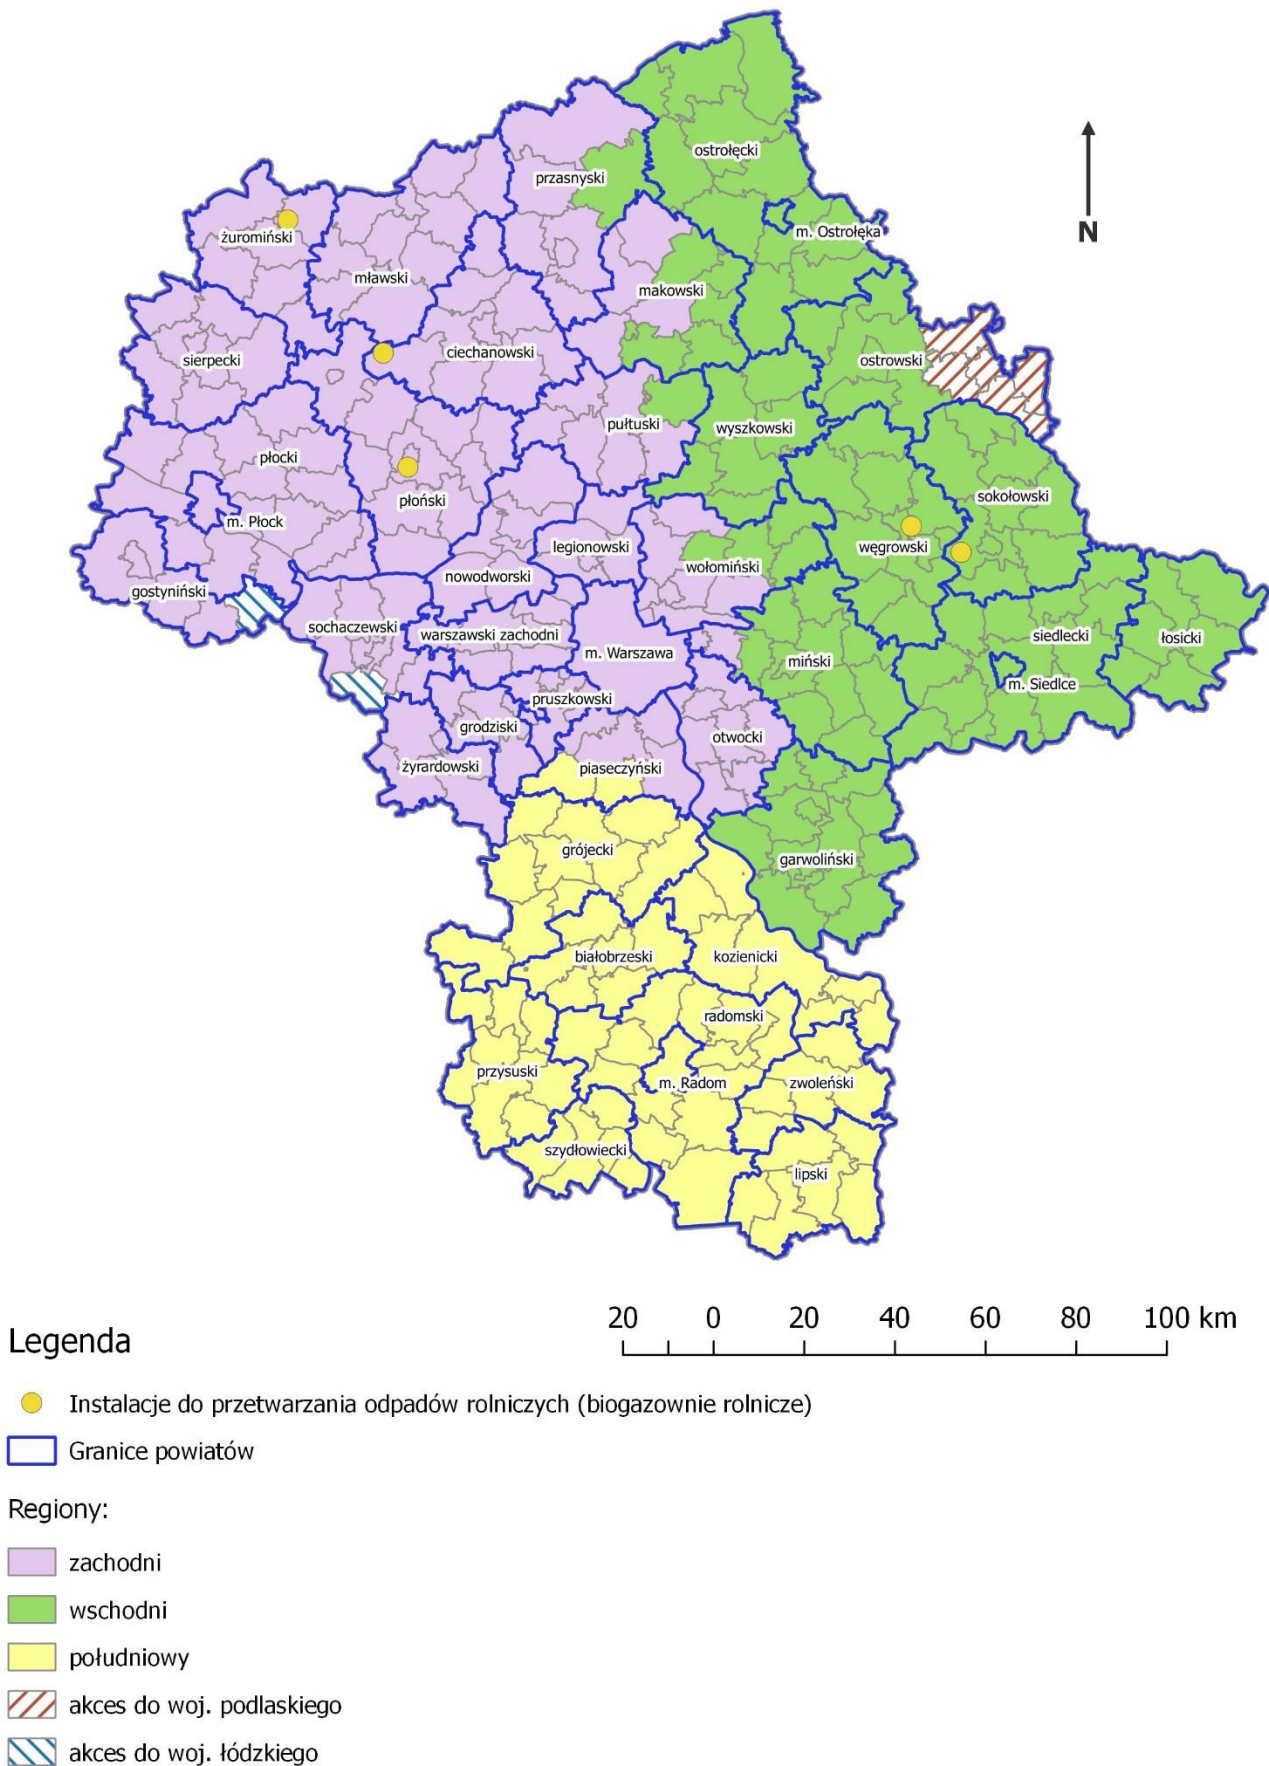 ostrołęcki
przasnyski
N
m. Ostrołęka
żuromiński
mławski
makowski
sierpecki
ciechanowski
ostrowski
pułtuski
wyszkowski
płocki
płoński
sokołowski
m. Płock
legionowski
węgrowski
wołomiński
nowodworski
gostyniński
sochaczewski
warszawski zachodni
siedlecki
łosicki
m. Warszawa
miński
m. Siedlce
pruszkowski
grodziski
otwocki
żyrardowski
piaseczyński
grójecki
garwoliński
białobrzeski
kozienicki
radomski
przysuski
m. Radom
zwoleński
szydłowiecki
lipski
20 0 20 40 60 80 100 km
Legenda
Instalacje do przetwarzania odpadów rolniczych (biogazownie rolnicze)
Granice powiatów
Regiony:
zachodni
wschodni
południowy
akces do woj. podlaskiego
akces do woj. łódzkiego